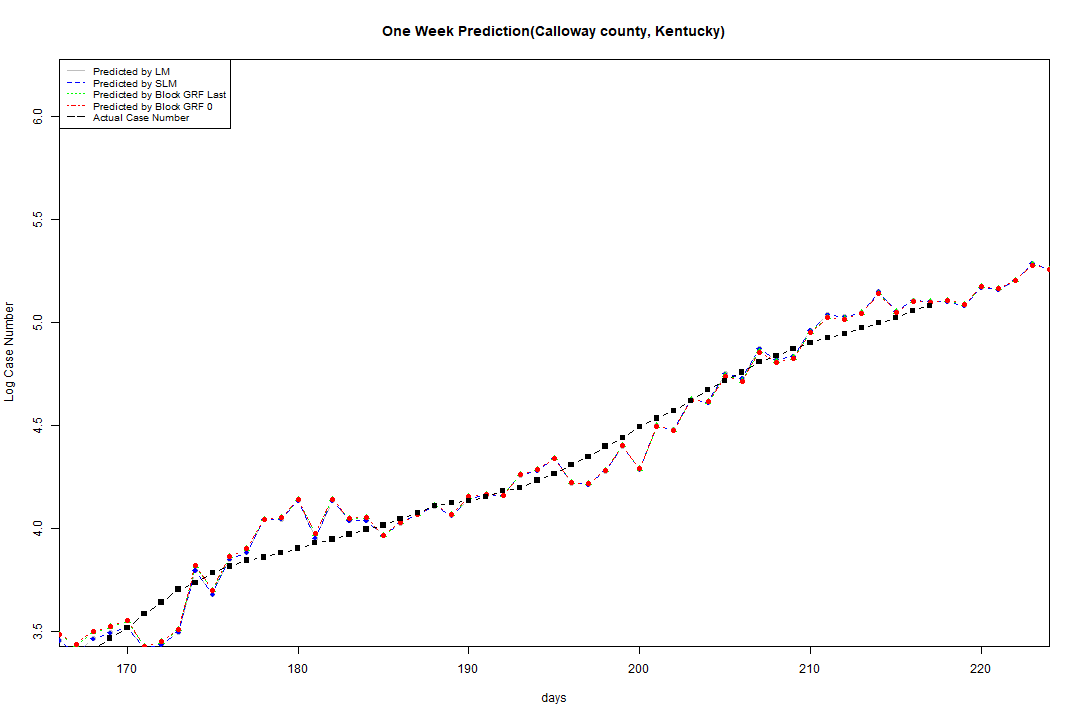 One Week Prediction(Calloway county, Kentucky)
Predicted by LM
Predicted by SLM
Predicted by Block GRF Last
Predicted by Block GRF 0
Actual Case Number
6.0
5.5
5.0
4.5
4.0
3.5
Log Case Number
170 180 190 200 210 220
days